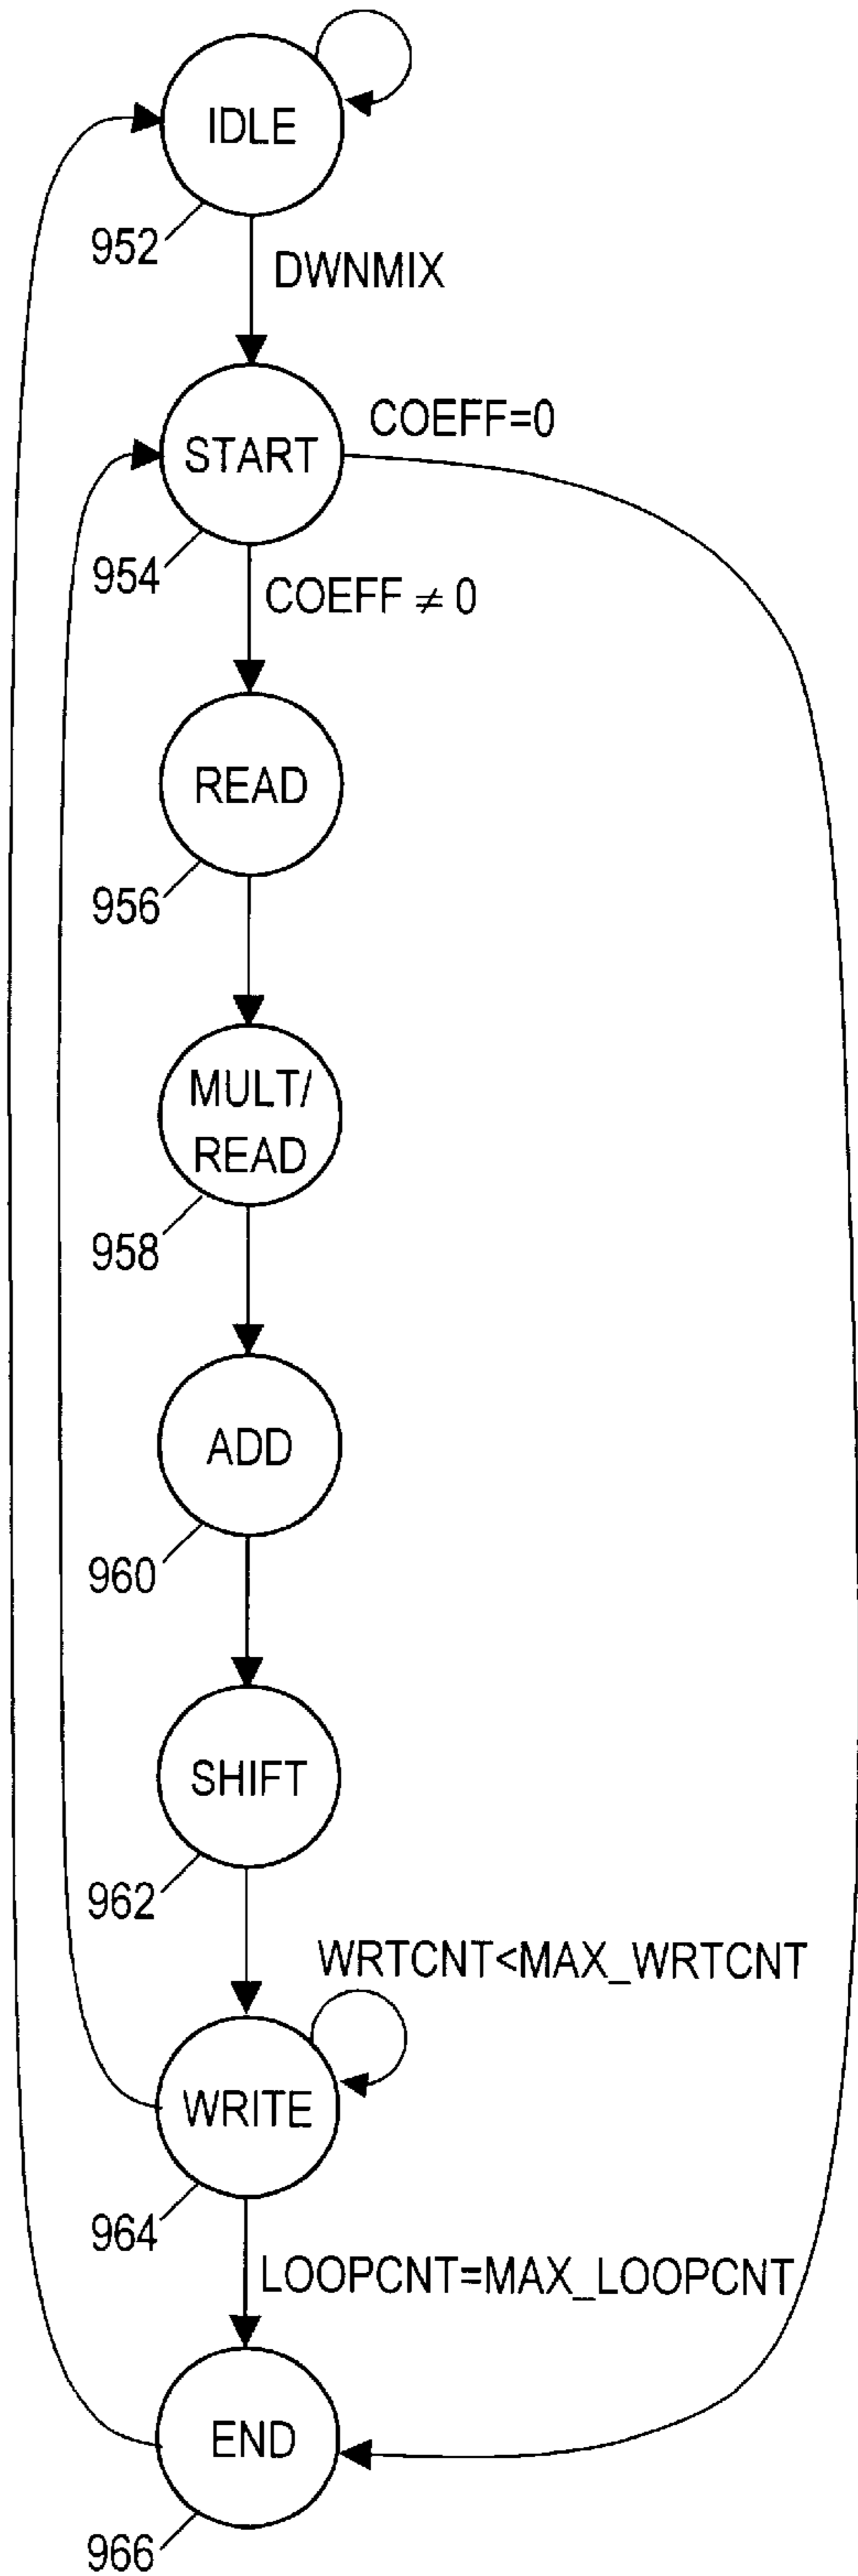 IDLE
952
DWNMIX
START
COEFF=0
954
COEFF ≠ 0
READ
956
MULT/
READ
958
ADD
960
SHIFT
962
WRTCNT<MAX_WRTCNT
WRITE
964
LOOPCNT=MAX_LOOPCNT
END
966